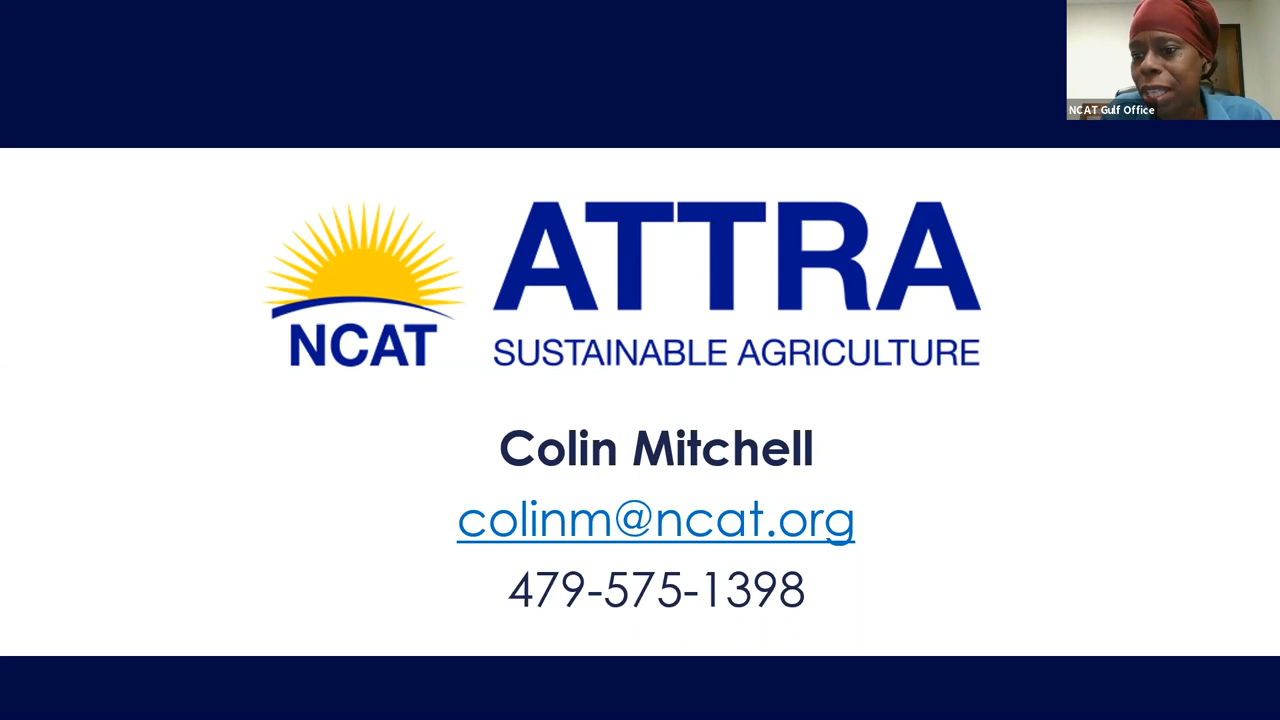 NCAT Gulf Office
ATTRA
NCAT
SUSTAINABLE AGRICULTURE
Colin Mitchell
colinm@ncat.org
479-575-1398